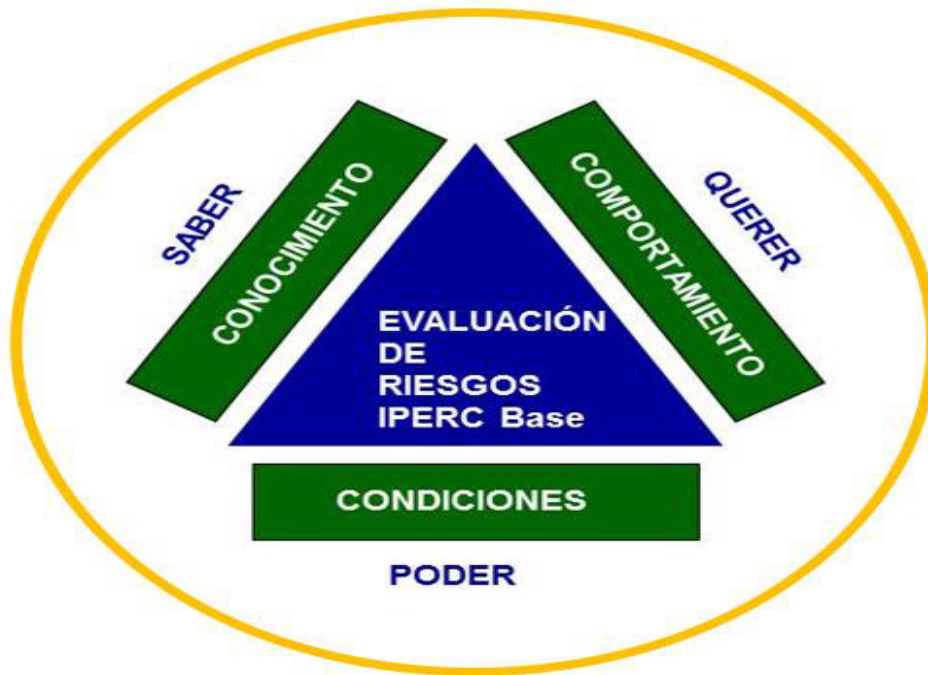 SABER
CONOCIMIENTO
COMPORTAMIENTO
QUERER
EVALUACIÓN
DE
RIESGOS
IPERC Base
CONDICIONES
PODER